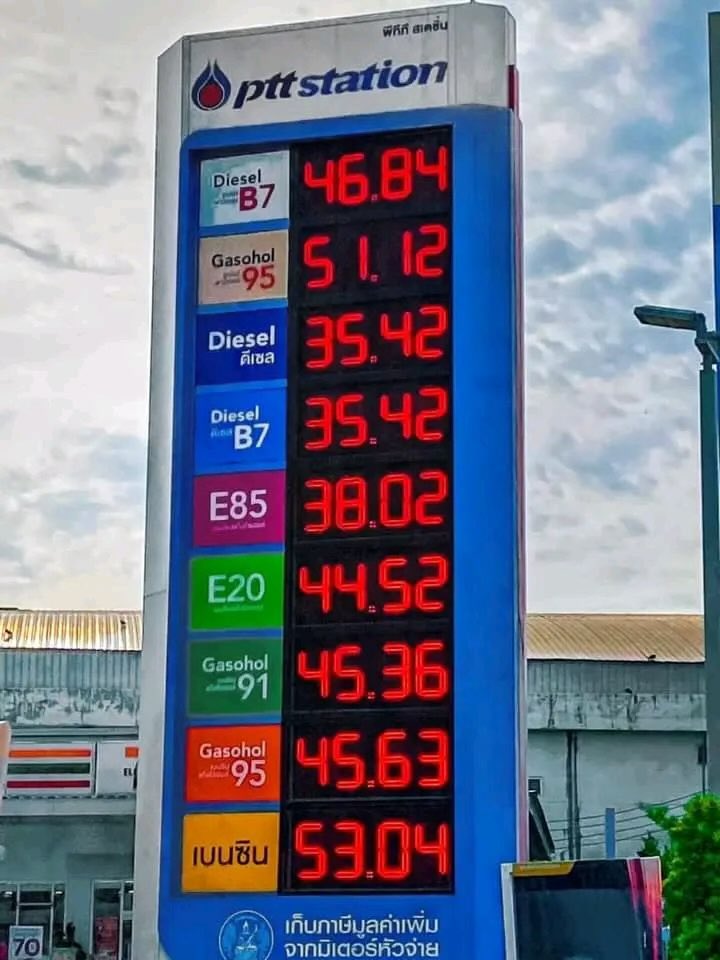 พีทีที สเตชั่น
ptt station
Diesel
B7
46.84
Gasohol
95
51.12
Diesel
ดีเซล
35.42
Diesel
ดีเซล B7
35.42
E85
38.02
E20
44.52
Gasohol
91
45.36
Gasohol
95
45.63
เบนซิน
53.04
เก็บภาษีมูลค่าเพิ่ม
จากมิเตอร์หัวจ่าย
70